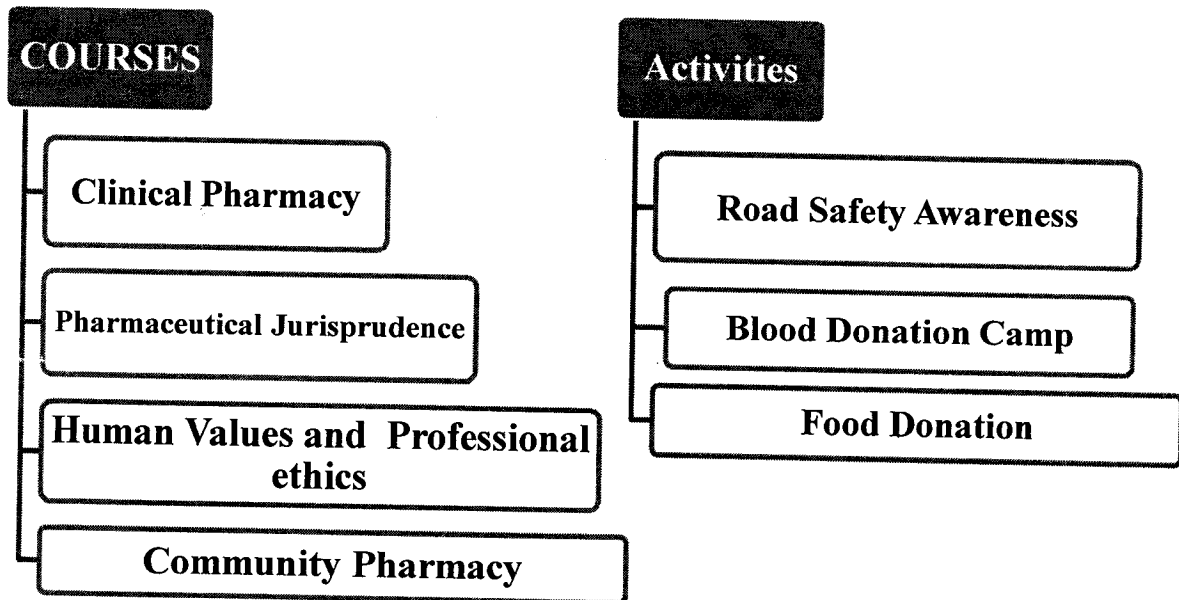 COURSES
Clinical Pharmacy
Pharmaceutical Jurisprudence
Human Values and Professional
ethics
Community Pharmacy
Activities
Road Safety Awareness
Blood Donation Camp
Food Donation